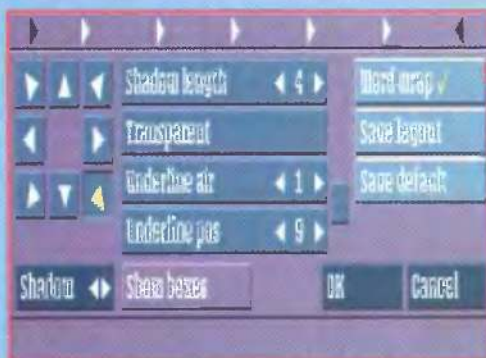 Shadow length 4 Word-wrap ✓
Transparent Save layout
Underline air 1 Save default
Underline pos 9
Shadow Show boxes OK Cancel